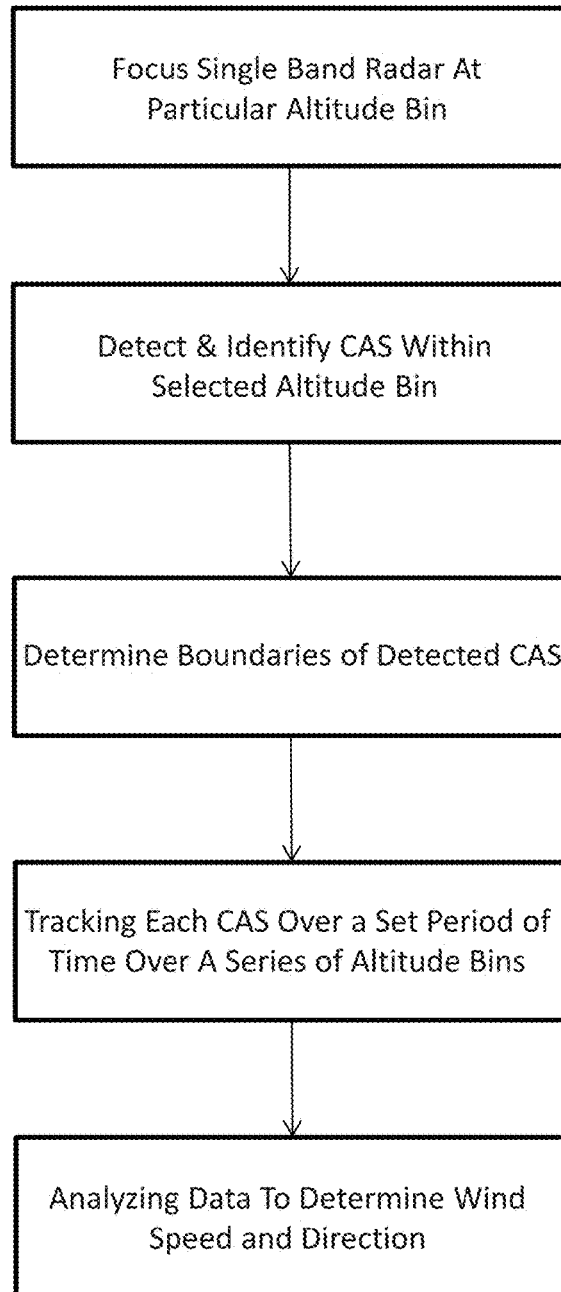 Focus Single Band Radar At
Particular Altitude Bin
Detect & Identify CAS Within
Selected Altitude Bin
Determine Boundaries of Detected CAS
Tracking Each CAS Over a Set Period of
Time Over A Series of Altitude Bins
Analyzing Data To Determine Wind
Speed and Direction